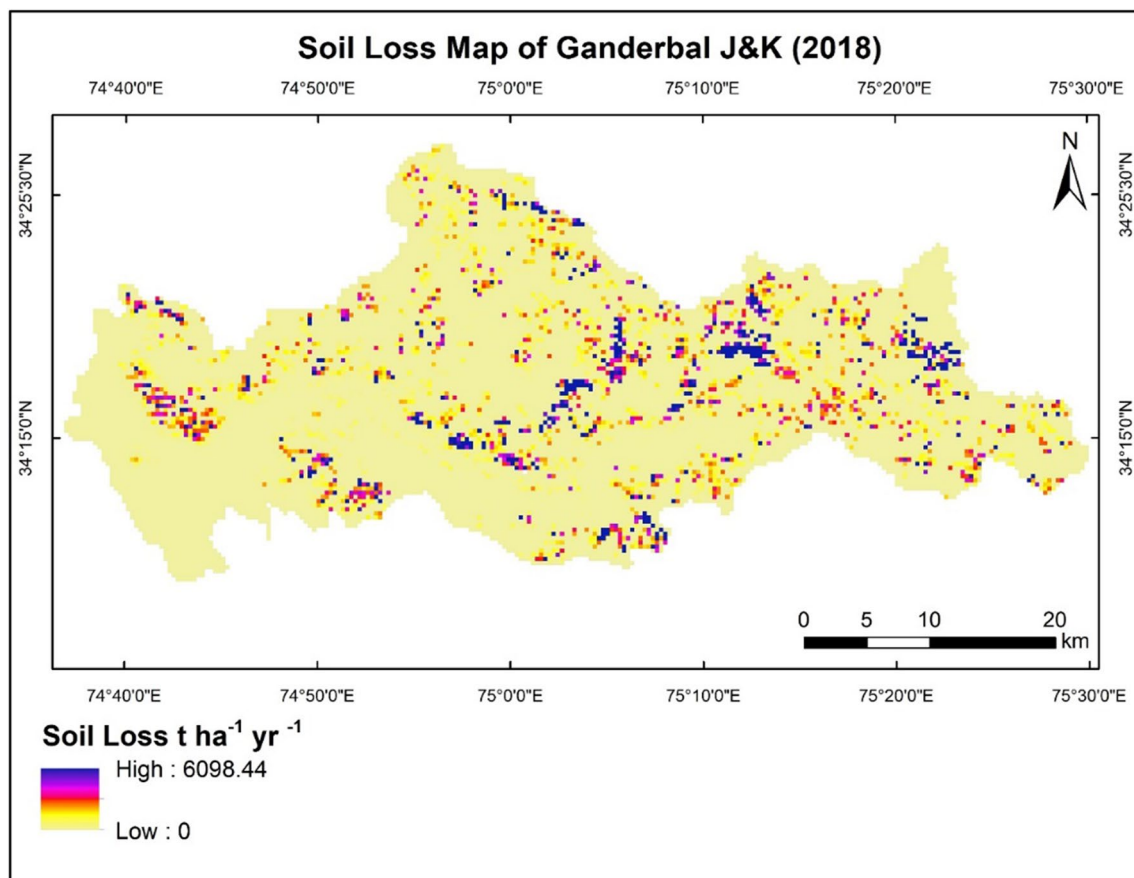 Soil Loss Map of Ganderbal J&K (2018)
74°40'0"E 74°50'0"E 75°0'0"E 75°10'0"E 75°20'0"E 75°30'0"E
N
34°25'30"N 34°25'30"N
34°15'0"N 34°15'0"N
0 5 10 20
km
74°40'0"E 74°50'0"E 75°0'0"E 75°10'0"E 75°20'0"E 75°30'0"E
Soil Loss t ha⁻¹ yr ⁻¹
High : 6098.44
Low : 0